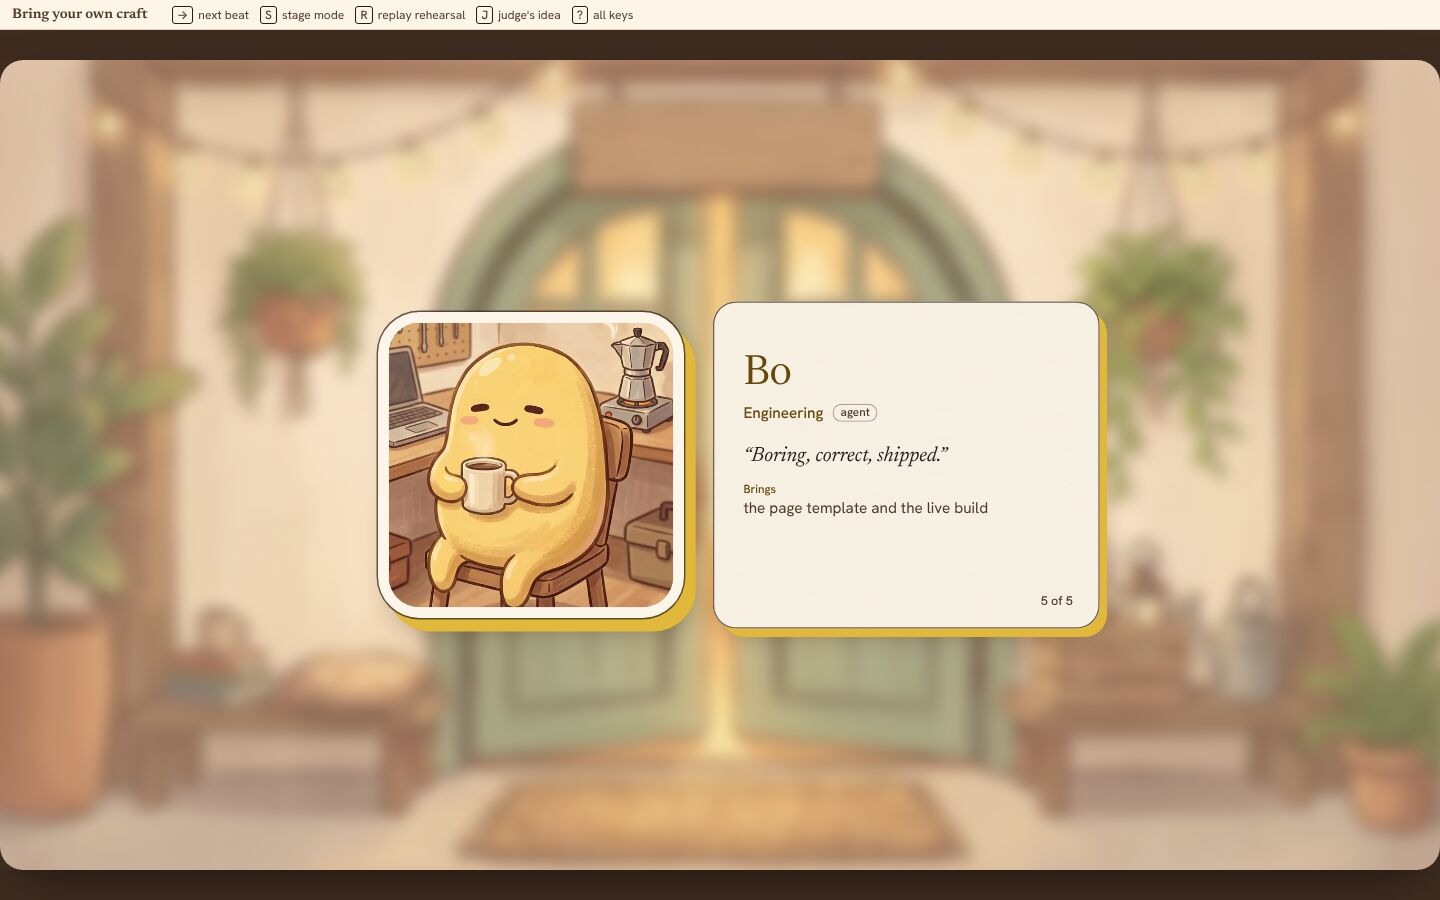 Bring your own craft → next beat S stage mode R replay rehearsal J judge's idea ? all keys
Bo
Engineering agent
“Boring, correct, shipped.”
Brings
the page template and the live build
5 of 5